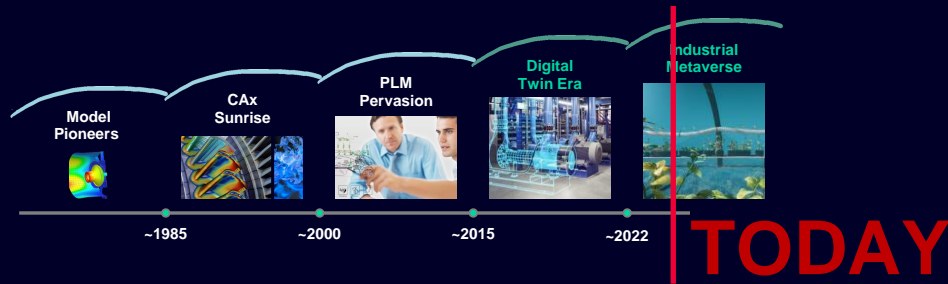 Model
Pioneers
CAx
Sunrise
PLM
Pervasion
Digital
Twin Era
Industrial
Metaverse
~1985
~2000
~2015
~2022
TODAY